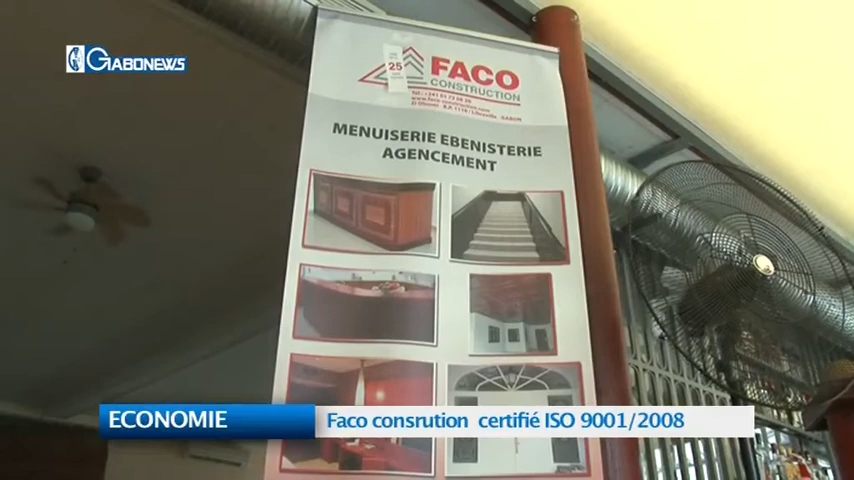 GABONEWS
25
FACO
CONSTRUCTION
MENUISERIE EBENISTERIE
AGENCEMENT
ECONOMIE
Faco consrution certifié ISO 9001/2008